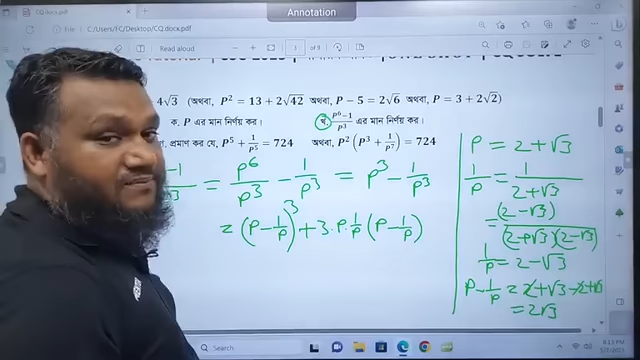 Annotation
CQ.docx.pdf
C:/Users/FC/Desktop/CQ.docx.pdf
Read aloud
of 9
4√3 (অথবা, P² = 13 + 2√42 অথবা, P − 5 = 2√6 অথবা, P = 3 + 2√2)
ক. P এর মান নির্ণয় কর।
খ. (P⁶−1)/P³ এর মান নির্ণয় কর।
প্রমাণ কর যে, P⁵ + 1/P⁵ = 724 অথবা, P²(P³ + 1/P⁷) = 724
= P⁶/P³ − 1/P³ = P³ − 1/P³
= (P − 1/P)³ + 3·P·1/P (P − 1/P)
P = 2 + √3
1/P = 1/(2+√3)
= (2−√3)/((2+√3)(2−√3))
1/P = 2 − √3
P − 1/P = 2 + √3 − 2 + √3
= 2√3
Search